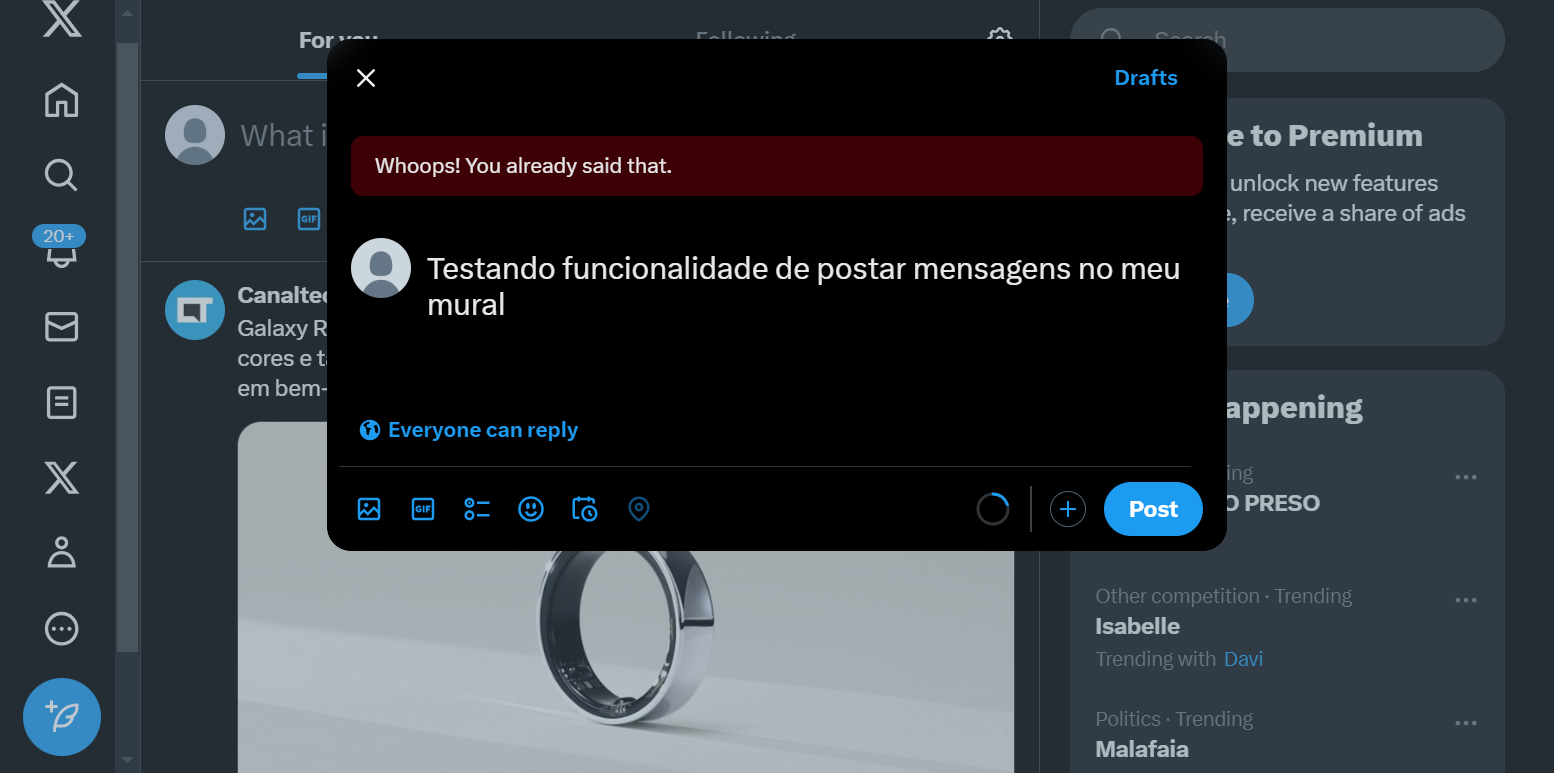 For you
Following
Search
Drafts
What i
Whoops! You already said that.
e to Premium
unlock new features
e, receive a share of ads
GIF
20+
Testando funcionalidade de postar mensagens no meu
mural
Canaltec
Galaxy R
cores e ta
em bem-
Everyone can reply
GIF
Post
appening
ing
O PRESO
Other competition · Trending
Isabelle
Trending with Davi
Politics · Trending
Malafaia